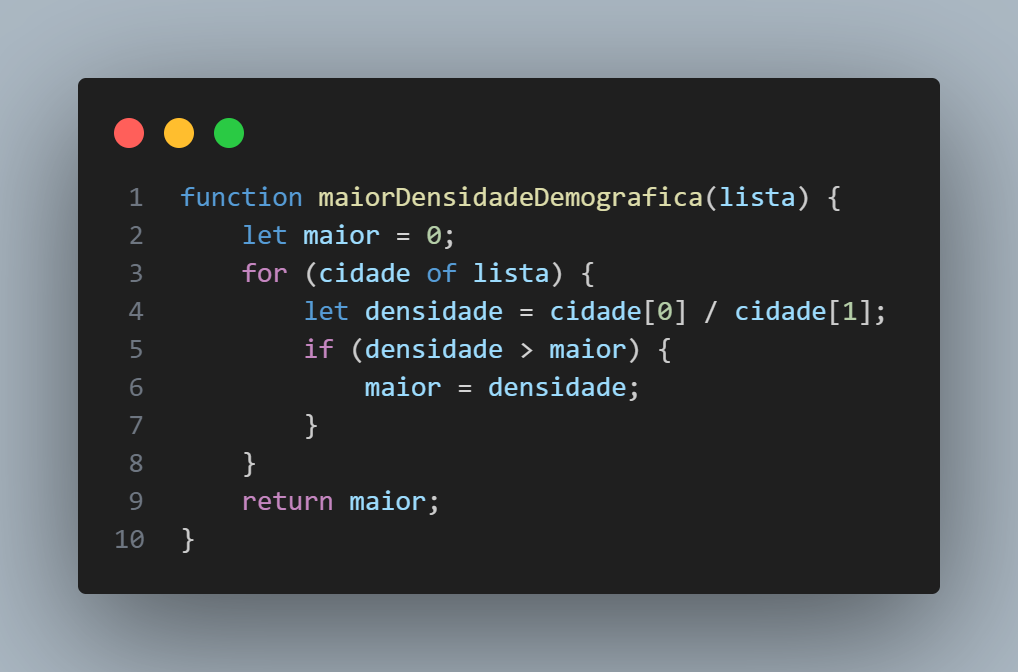 1 function maiorDensidadeDemografica(lista) {
2     let maior = 0;
3     for (cidade of lista) {
4         let densidade = cidade[0] / cidade[1];
5         if (densidade > maior) {
6             maior = densidade;
7         }
8     }
9     return maior;
10 }